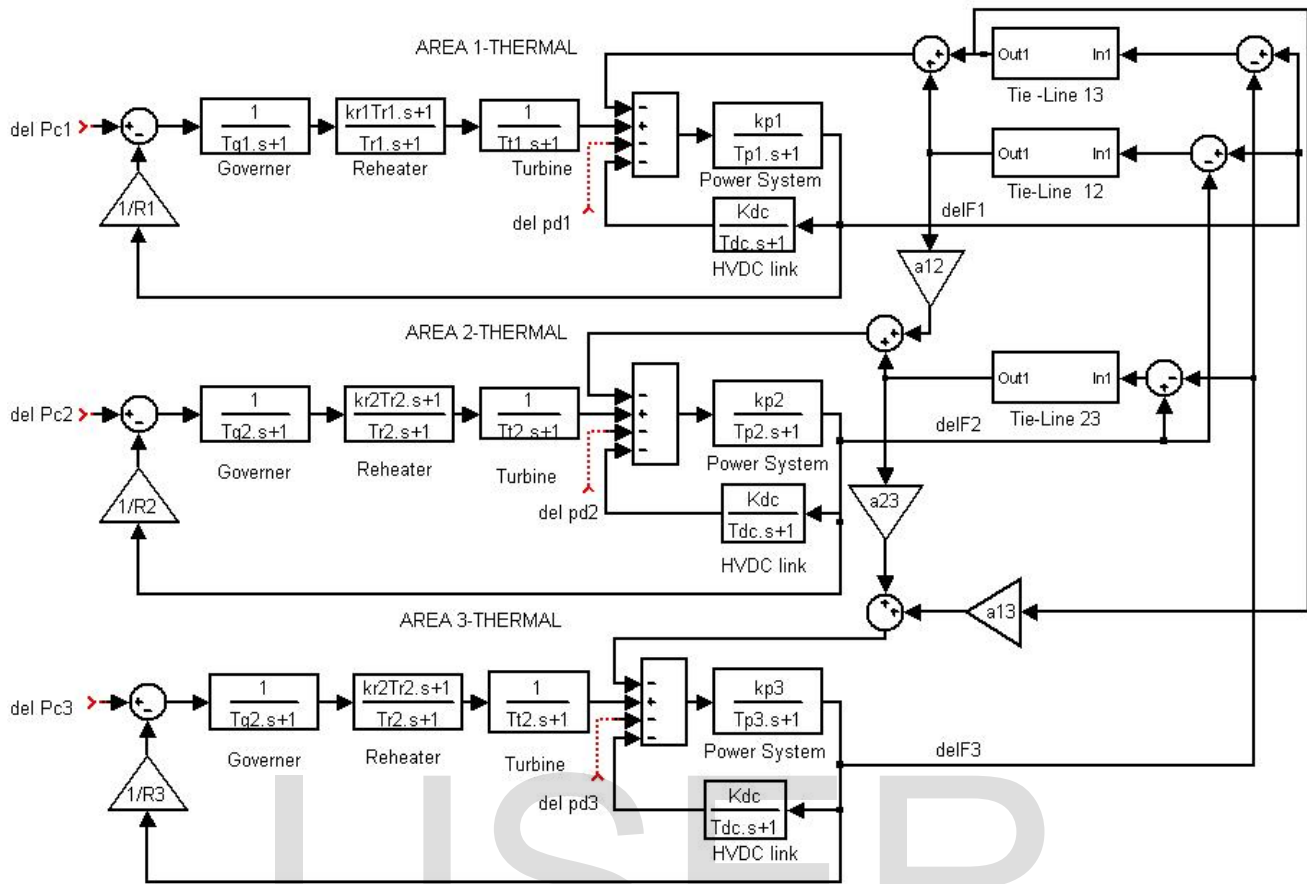 AREA 1-THERMAL
del Pc1
+
-
1
Tg1.s+1
Governer
kr1Tr1.s+1
Tr1.s+1
Reheater
1
Tt1.s+1
Turbine
-
+
-
-
kp1
Tp1.s+1
Power System
del pd1
Kdc
Tdc.s+1
HVDC link
1/R1
delF1
+
+
Out1
In1
Tie -Line 13
-
+
Out1
In1
Tie-Line 12
-
+
a12
AREA 2-THERMAL
del Pc2
+
-
1
Tg2.s+1
Governer
kr2Tr2.s+1
Tr2.s+1
Reheater
1
Tt2.s+1
Turbine
-
+
-
-
kp2
Tp2.s+1
Power System
del pd2
Kdc
Tdc.s+1
HVDC link
1/R2
delF2
+
+
Out1
In1
Tie-Line 23
-
+
a23
a13
+
+
AREA 3-THERMAL
del Pc3
+
-
1
Tg2.s+1
Governer
kr2Tr2.s+1
Tr2.s+1
Reheater
1
Tt2.s+1
Turbine
-
+
-
-
kp3
Tp3.s+1
Power System
del pd3
Kdc
Tdc.s+1
HVDC link
1/R3
delF3
IJSER